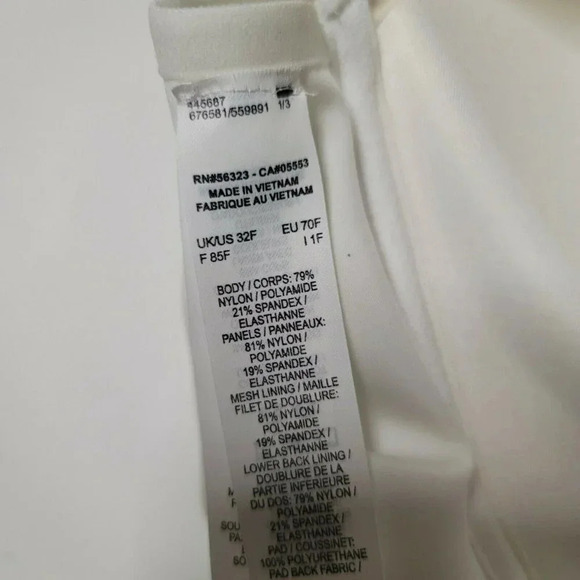 445687
676581/559891 1/3
RN#56323 - CA#05553
MADE IN VIETNAM
FABRIQUE AU VIETNAM
UK/US 32F EU 70F
F 85F I 1F
BODY / CORPS: 79%
NYLON / POLYAMIDE
21% SPANDEX /
ELASTHANNE
PANELS / PANNEAUX:
81% NYLON /
POLYAMIDE
19% SPANDEX /
ELASTHANNE
MESH LINING / MAILLE
FILET DE DOUBLURE:
81% NYLON /
POLYAMIDE
19% SPANDEX /
ELASTHANNE
LOWER BACK LINING /
DOUBLURE DE LA
PARTIE INFERIEURE
DU DOS: 79% NYLON /
POLYAMIDE
21% SPANDEX /
ELASTHANNE
PAD / COUSSINET:
100% POLYURETHANE
PAD BACK FABRIC /